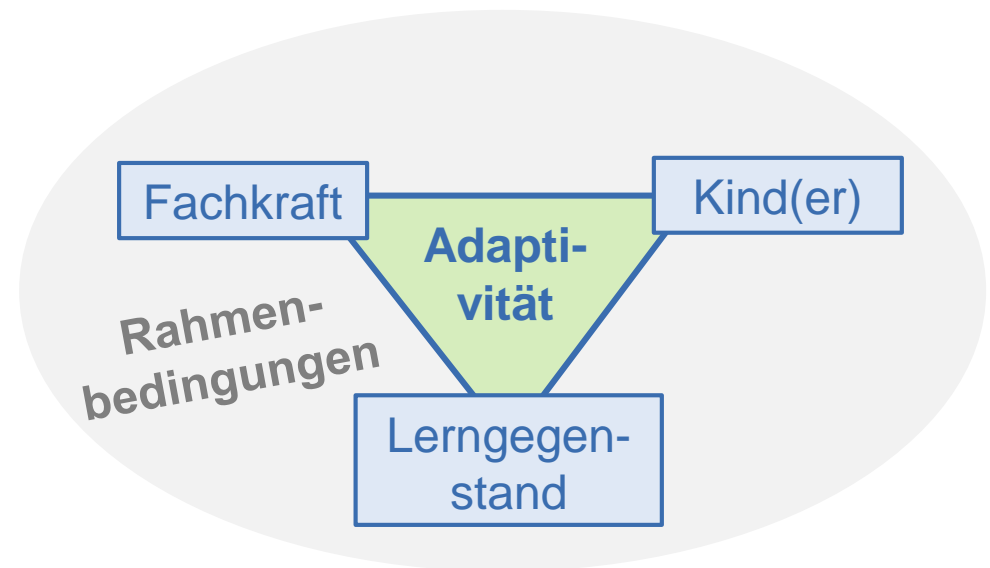 Fachkraft
Kind(er)
Adapti-
vität
Rahmen-
bedingungen
Lerngegen-
stand